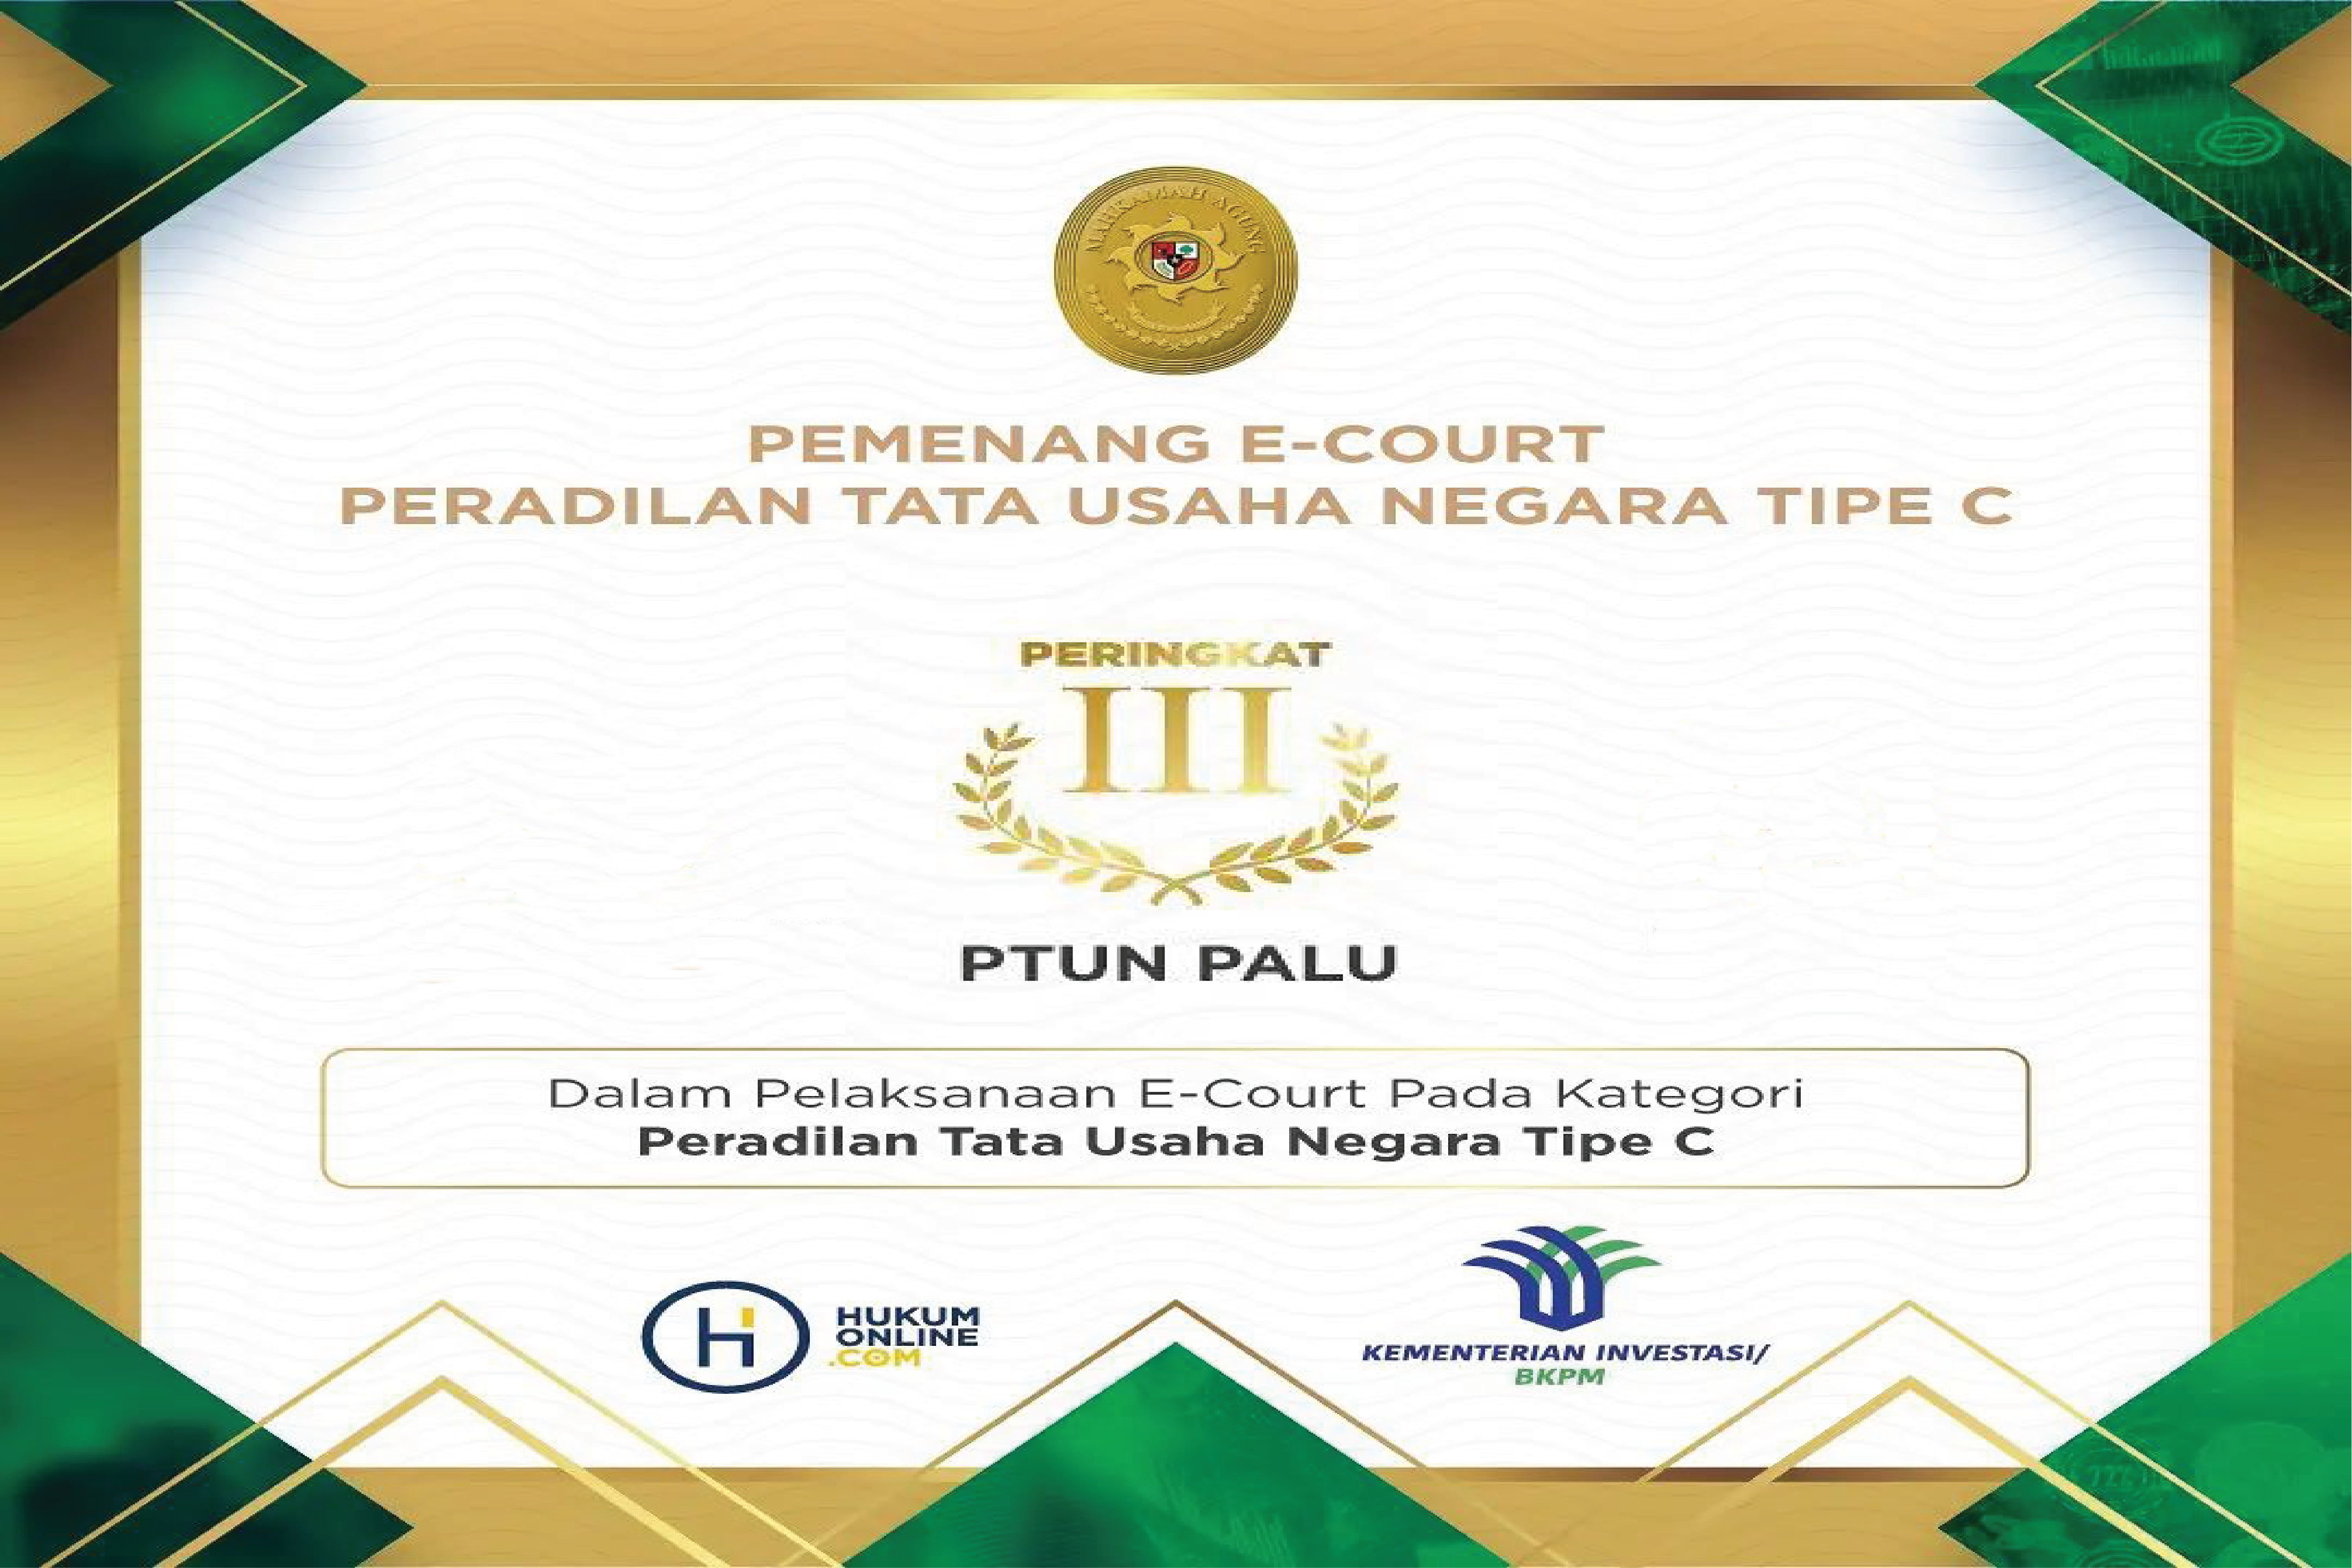 MAHKAMAH AGUNG
PEMENANG E-COURT
PERADILAN TATA USAHA NEGARA TIPE C
PERINGKAT
III
PTUN PALU
Dalam Pelaksanaan E-Court Pada Kategori
Peradilan Tata Usaha Negara Tipe C
HUKUM
ONLINE
.COM
KEMENTERIAN INVESTASI/
BKPM